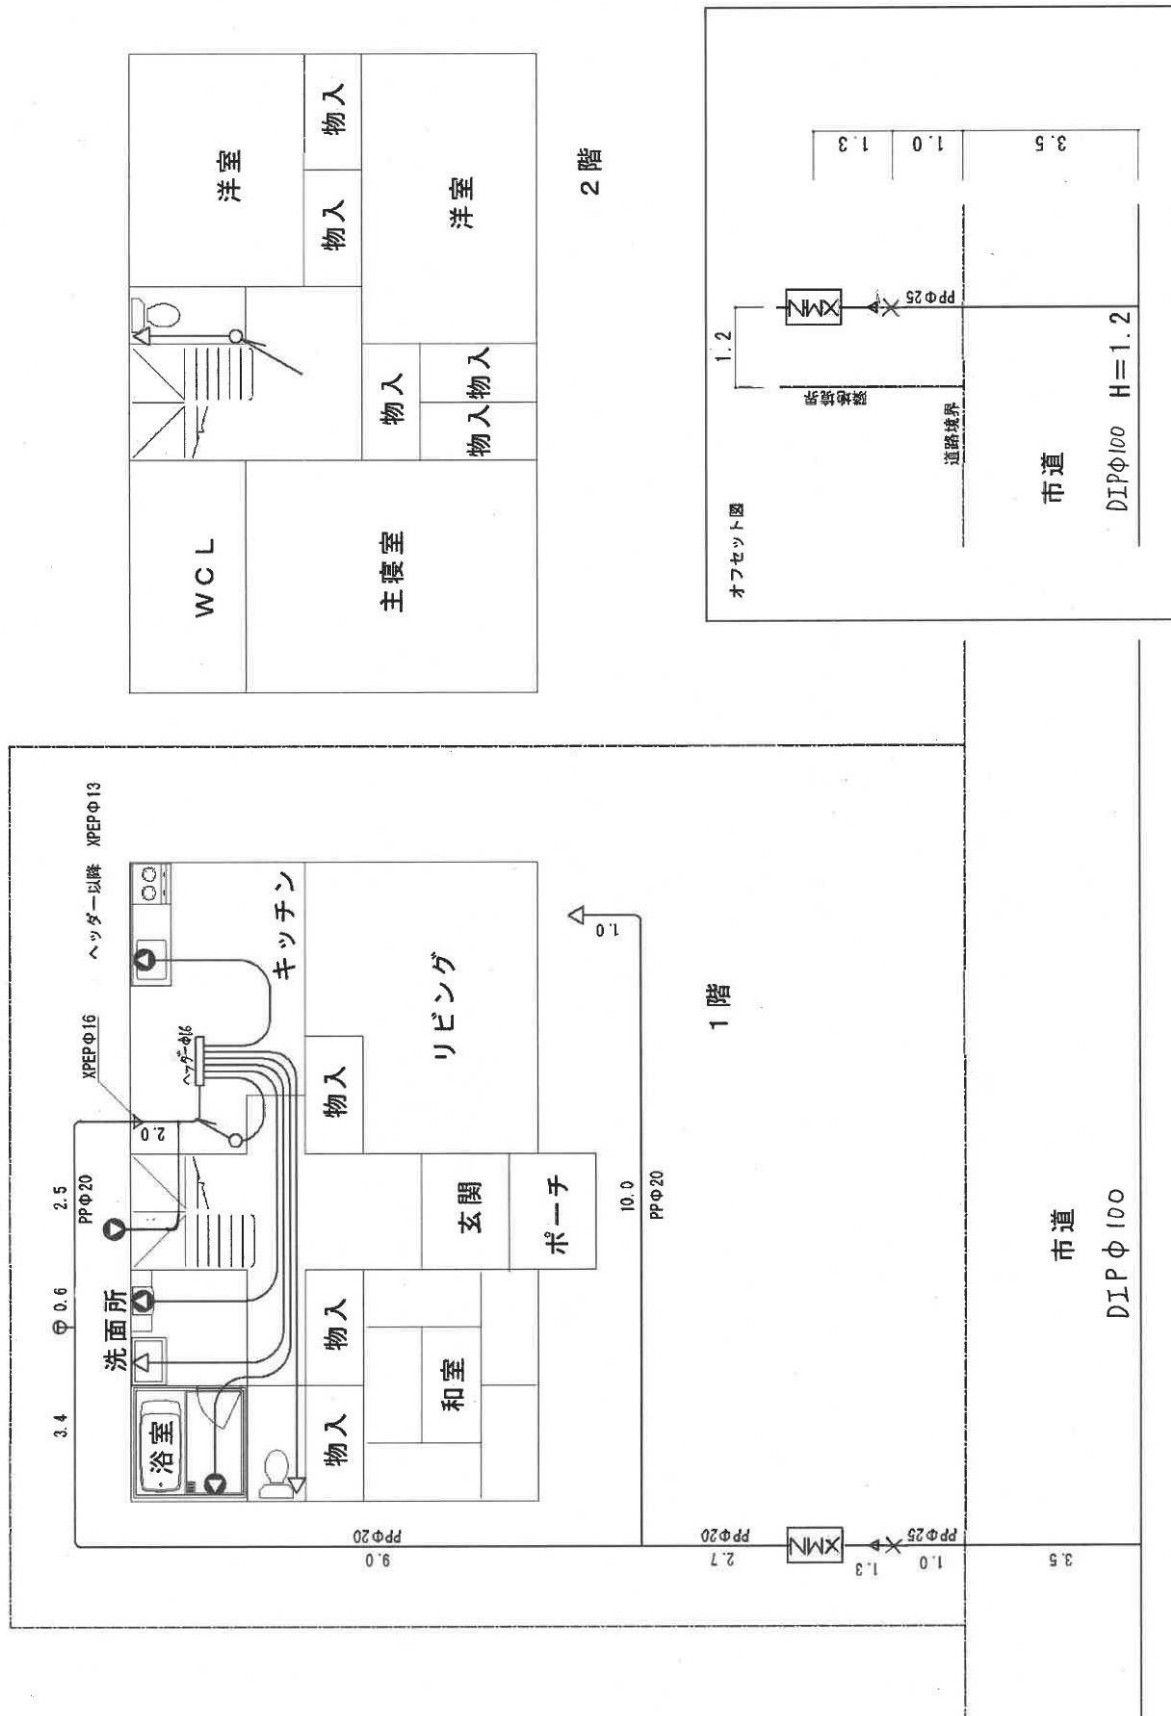 WCL
主寝室
洋室
物入
物入
洋室
物入
物入
物入
2階
ヘッダー以降 XPEPΦ13
XPEPΦ16
ヘッダーΦ16
3.4
0.6
2.5
PPΦ20
2.0
浴室
洗面所
キッチン
物入
物入
物入
リビング
和室
玄関
ポーチ
1階
PPΦ20
9.0
10.0
PPΦ20
1.0
PPΦ20
2.7
M
1.3
PPΦ25
1.0
3.5
市道
DIPΦ100
オフセット図
1.2
隣地境界
M
PPΦ25
道路境界
1.3
1.0
3.5
市道
DIPΦ100 H=1.2